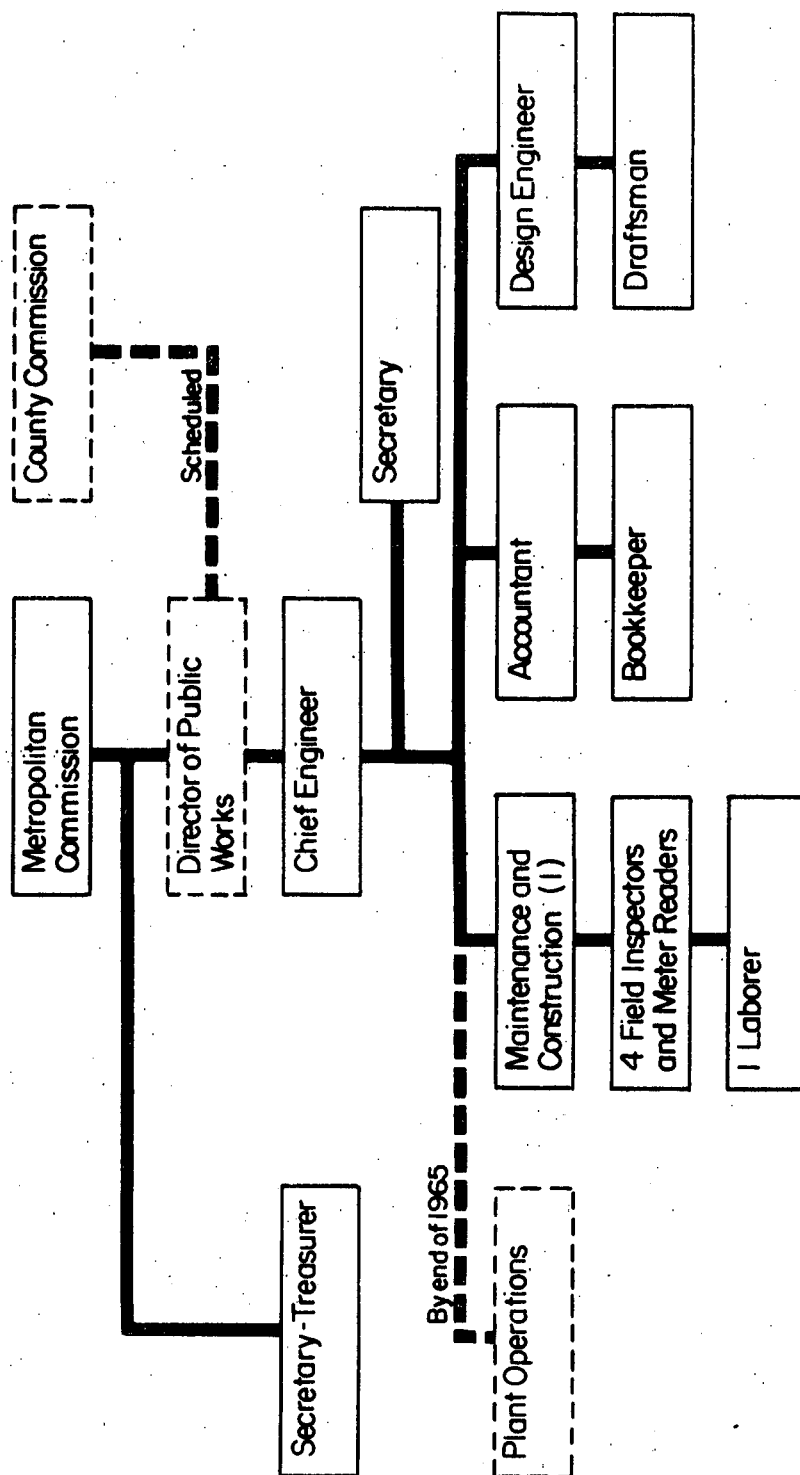 Metropolitan
Commission
County Commission
Scheduled
Director of Public
Works
Secretary-Treasurer
Chief Engineer
Secretary
By end of 1965
Plant Operations
Maintenance and
Construction (1)
Accountant
Design Engineer
4 Field Inspectors
and Meter Readers
Bookkeeper
Draftsman
1 Laborer